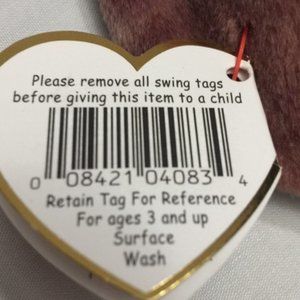 Please remove all swing tags
before giving this item to a child
0 08421 04083 4
Retain Tag For Reference
For ages 3 and up
Surface
Wash